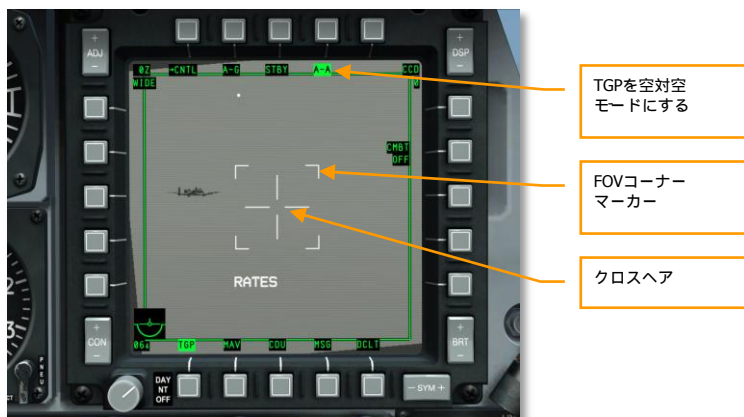 ADJ
DSP
0Z →CNTL A-G STBY A-A CCD
WIDE 0
CMBT
OFF
RATES
TGP MAV CDU MSG DCLT
CON
BRT
DAY
NT
OFF
- SYM +
TGPを空対空
モードにする
FOVコーナー
マーカー
クロスヘア